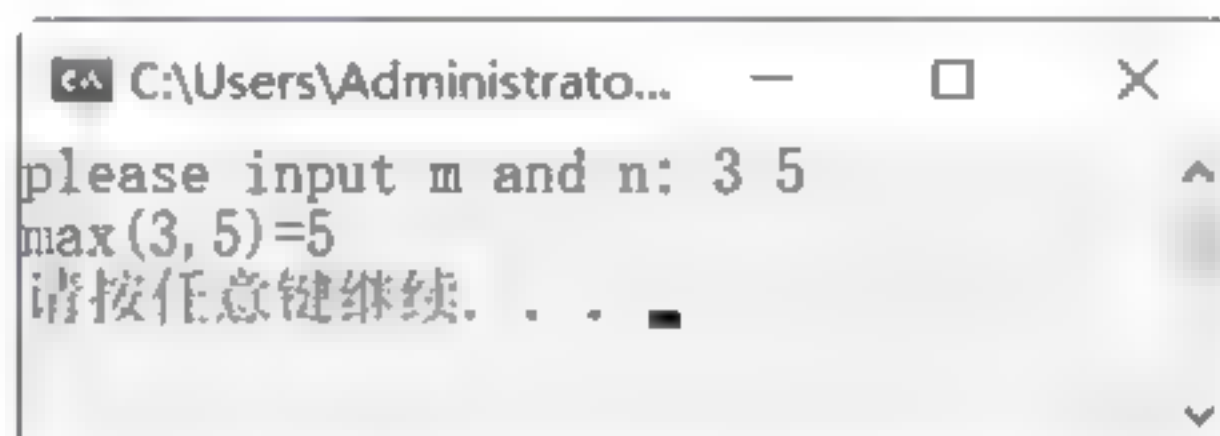 C:\Users\Administrato...
please input m and n: 3 5
max(3,5)=5
请按任意键继续. . .